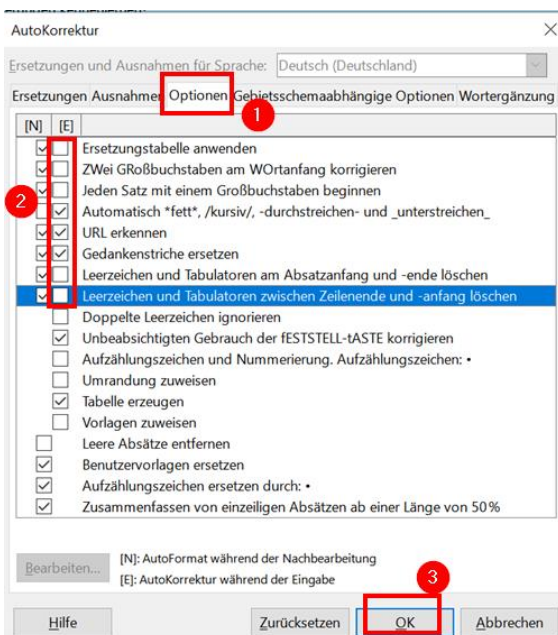 AutoKorrektur
Ersetzungen und Ausnahmen für Sprache: Deutsch (Deutschland)
Ersetzungen Ausnahmen Optionen Gebietsschemaabhängige Optionen Wortergänzung
1
[N] [E]
Ersetzungstabelle anwenden
ZWei GRoßbuchstaben am WOrtanfang korrigieren
Jeden Satz mit einem Großbuchstaben beginnen
2
Automatisch *fett*, /kursiv/, -durchstreichen- und _unterstreichen_
URL erkennen
Gedankenstriche ersetzen
Leerzeichen und Tabulatoren am Absatzanfang und -ende löschen
Leerzeichen und Tabulatoren zwischen Zeilenende und -anfang löschen
Doppelte Leerzeichen ignorieren
Unbeabsichtigten Gebrauch der fESTSTELL-tASTE korrigieren
Aufzählungszeichen und Nummerierung. Aufzählungszeichen: •
Umrandung zuweisen
Tabelle erzeugen
Vorlagen zuweisen
Leere Absätze entfernen
Benutzervorlagen ersetzen
Aufzählungszeichen ersetzen durch: •
Zusammenfassen von einzeiligen Absätzen ab einer Länge von 50%
Bearbeiten... [N]: AutoFormat während der Nachbearbeitung
[E]: AutoKorrektur während der Eingabe
3
Hilfe Zurücksetzen OK Abbrechen